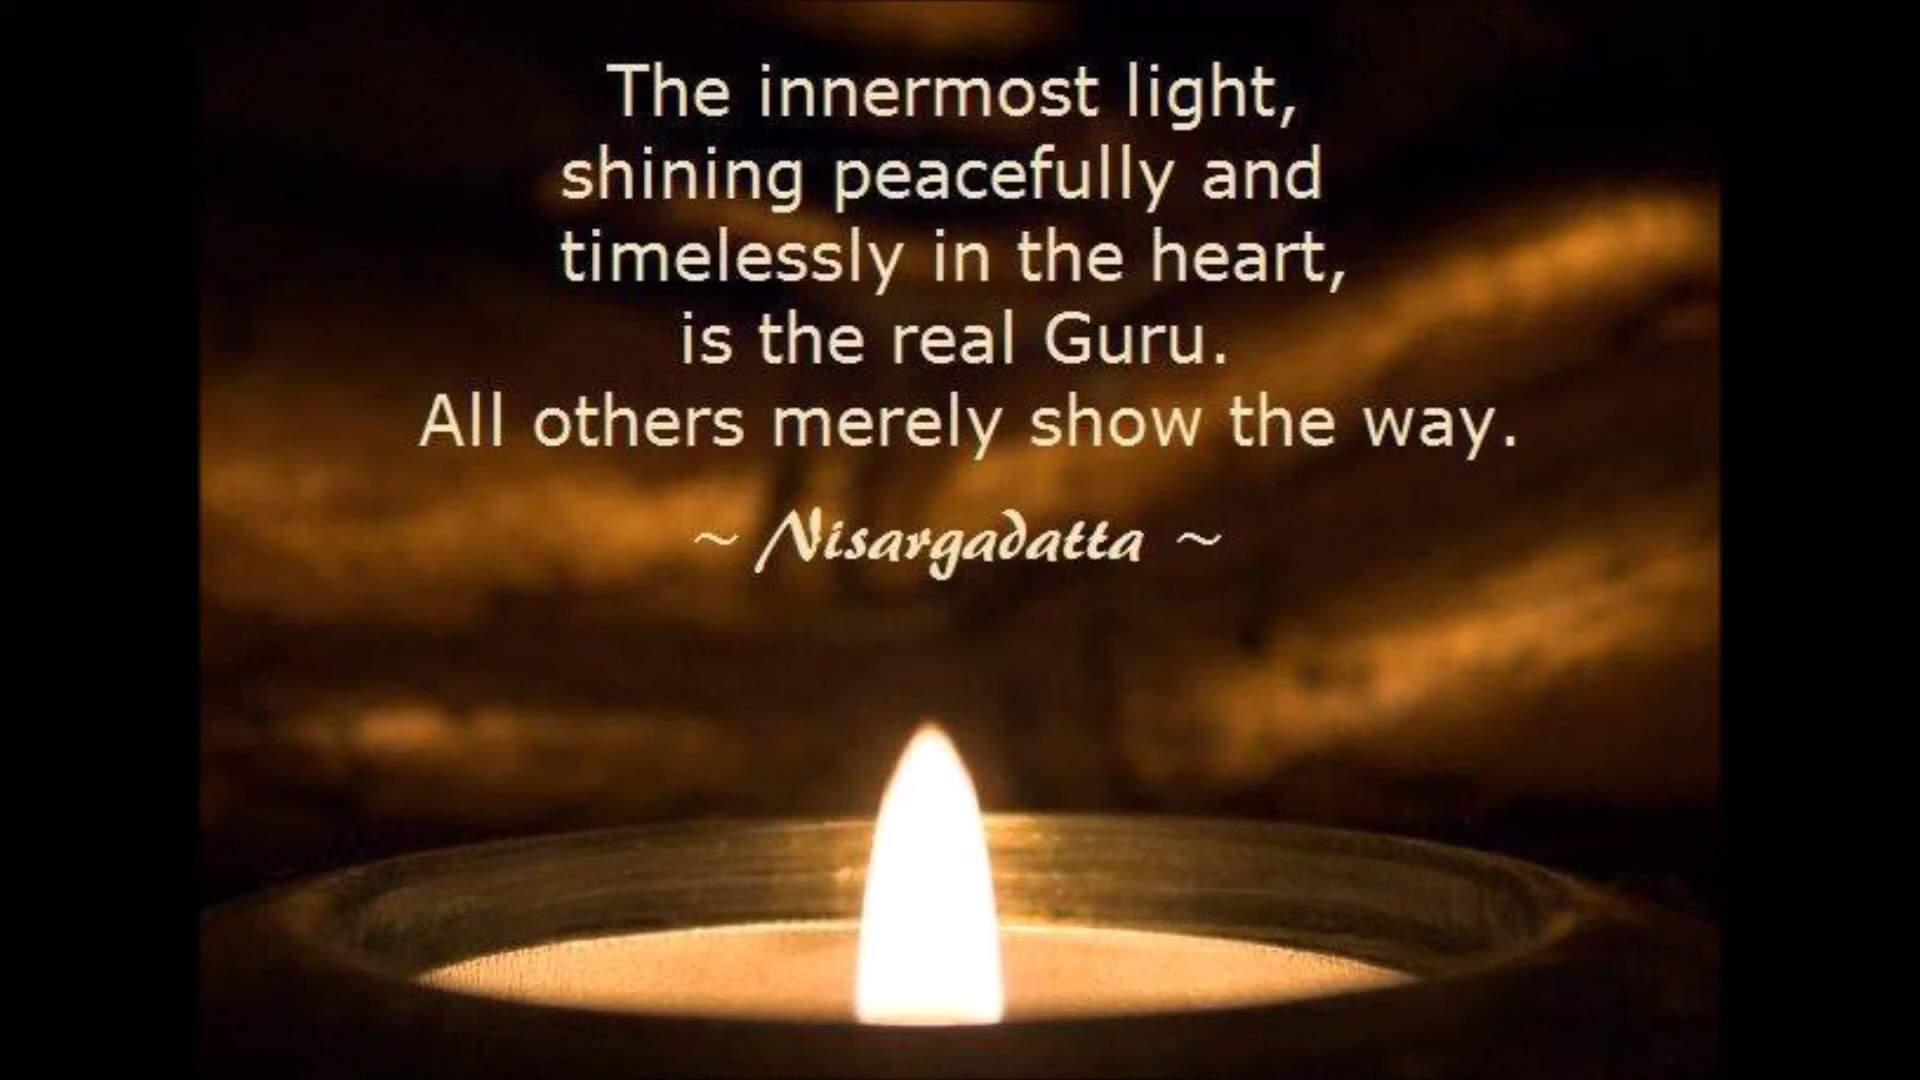 The innermost light,
shining peacefully and
timelessly in the heart,
is the real Guru.
All others merely show the way.
~ Nisargadatta ~